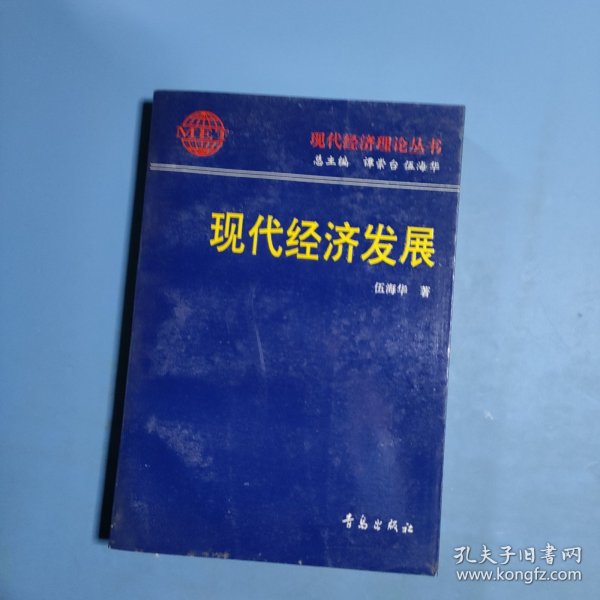 MET
现代经济理论丛书
总主编 谭崇台 伍海华
现代经济发展
伍海华 著
青岛出版社
孔夫子旧书网
www.kongfz.com